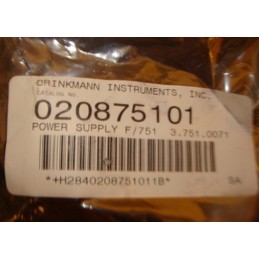 BRINKMANN INSTRUMENTS, INC.
CATALOG NO
020875101
POWER SUPPLY F/751 3.751.0071
*+H2840208751011B*
SA